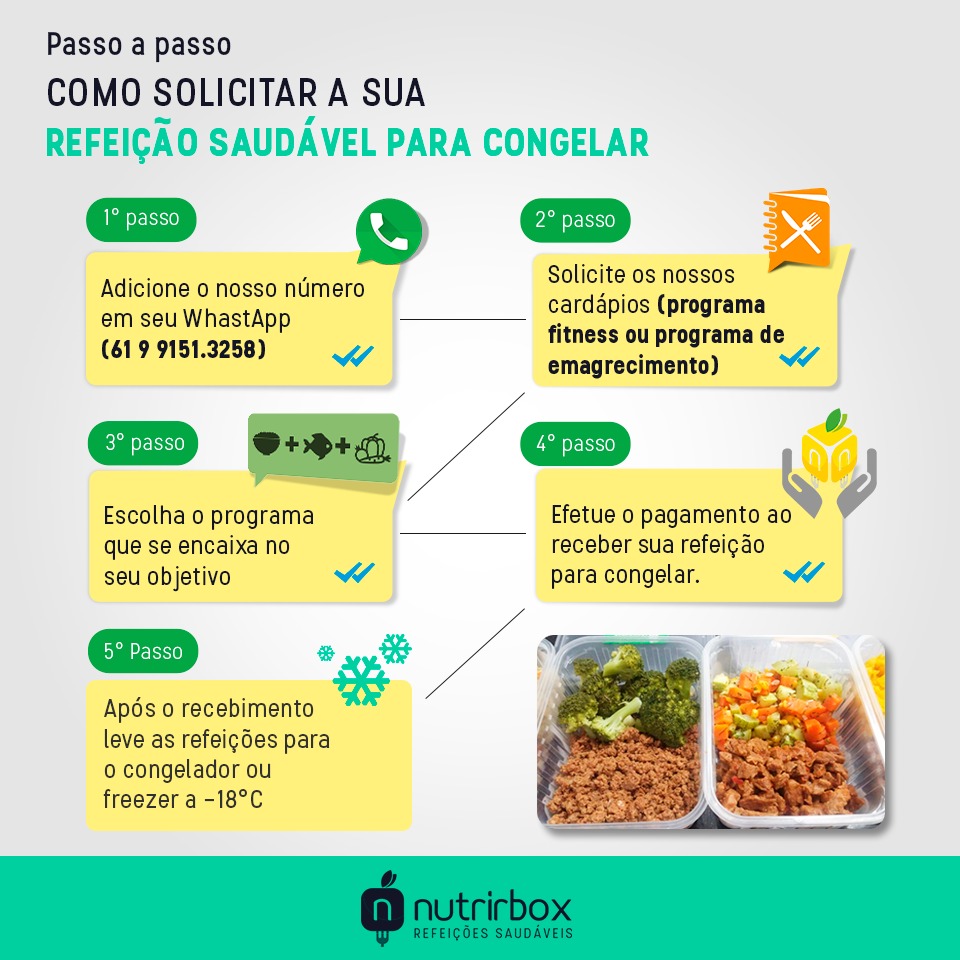 Passo a passo
COMO SOLICITAR A SUA
REFEIÇÃO SAUDÁVEL PARA CONGELAR
1° passo
Adicione o nosso número
em seu WhastApp
(61 9 9151.3258)
2° passo
Solicite os nossos
cardápios (programa
fitness ou programa de
emagrecimento)
3° passo
Escolha o programa
que se encaixa no
seu objetivo
4° passo
Efetue o pagamento ao
receber sua refeição
para congelar.
5° Passo
Após o recebimento
leve as refeições para
o congelador ou
freezer a -18°C
nutrirbox
REFEIÇÕES SAUDÁVEIS